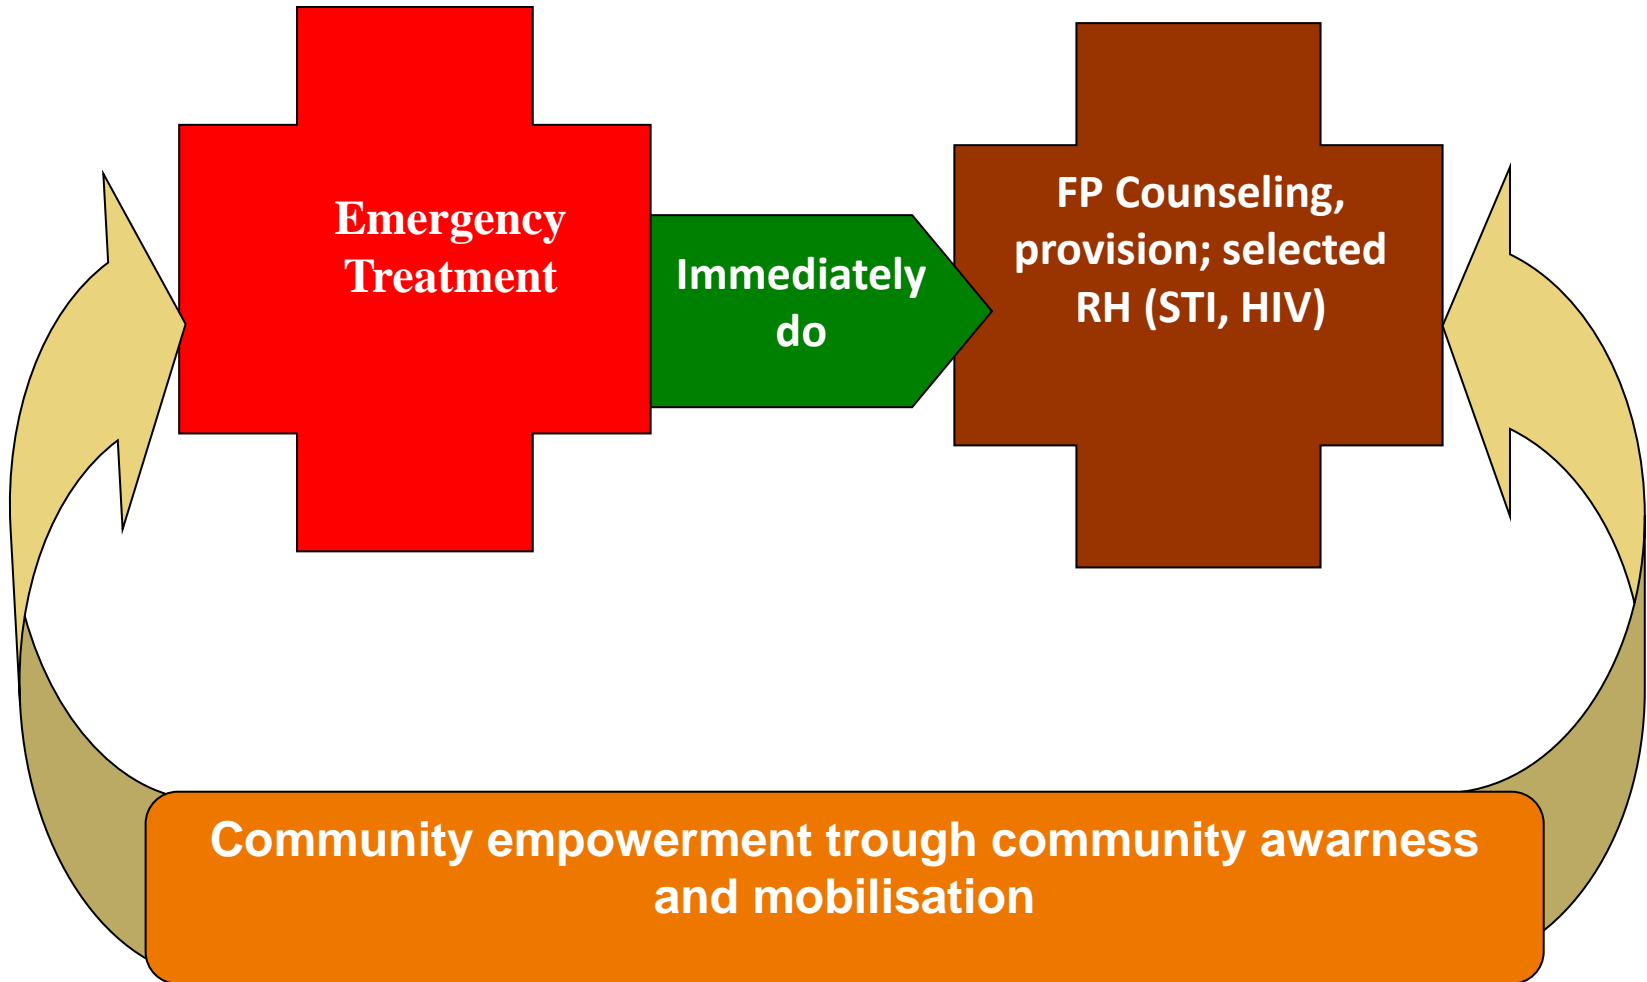 Emergency
Treatment
Immediately
do
FP Counseling,
provision; selected
RH (STI, HIV)
Community empowerment trough community awarness
and mobilisation